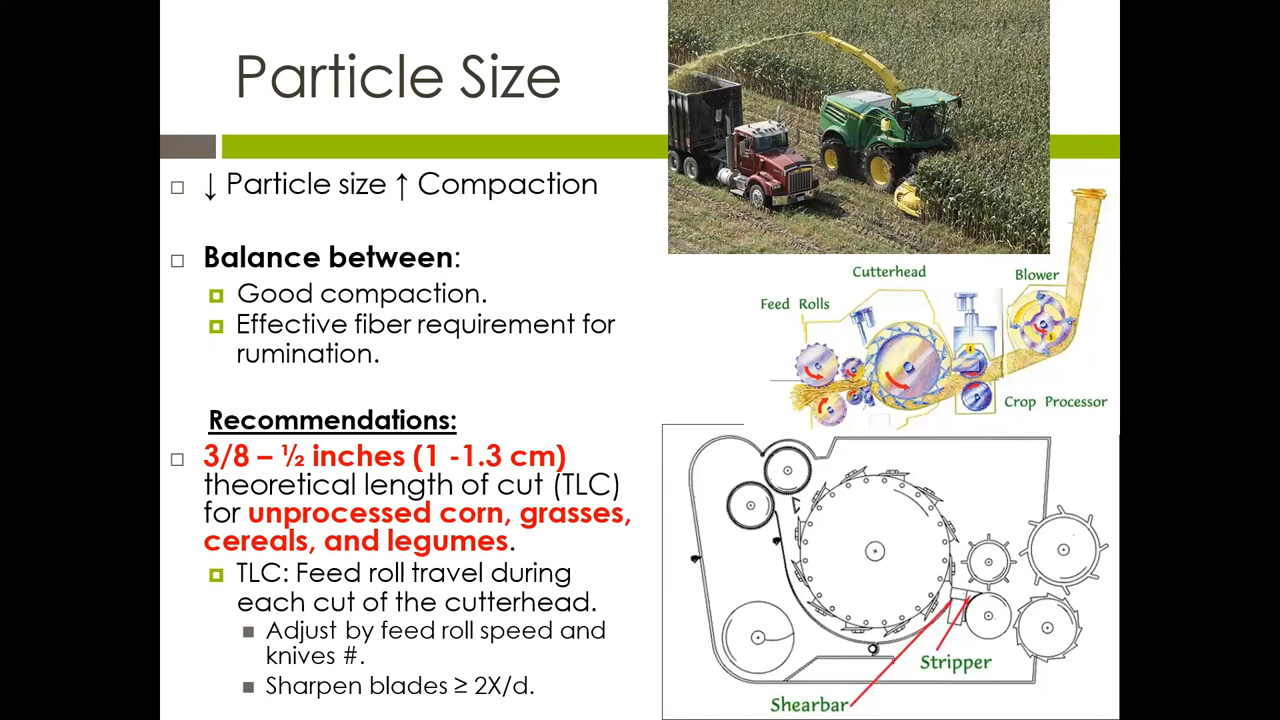 Particle Size
↓ Particle size ↑ Compaction
Balance between:
Good compaction.
Effective fiber requirement for
rumination.
Recommendations:
3/8 – ½ inches (1 -1.3 cm)
theoretical length of cut (TLC)
for unprocessed corn, grasses,
cereals, and legumes.
TLC: Feed roll travel during
each cut of the cutterhead.
Adjust by feed roll speed and
knives #.
Sharpen blades ≥ 2X/d.
Cutterhead
Blower
Feed Rolls
Crop Processor
Stripper
Shearbar